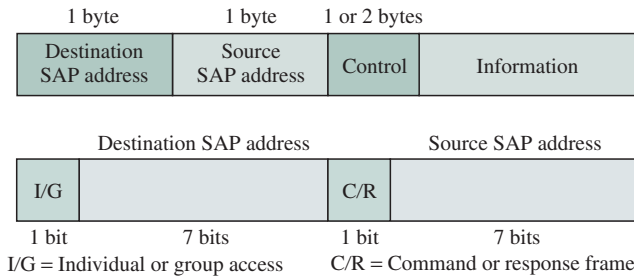 1 byte 1 byte 1 or 2 bytes
Destination SAP address Source SAP address Control Information
Destination SAP address Source SAP address
I/G C/R
1 bit 7 bits 1 bit 7 bits
I/G = Individual or group access C/R = Command or response frame